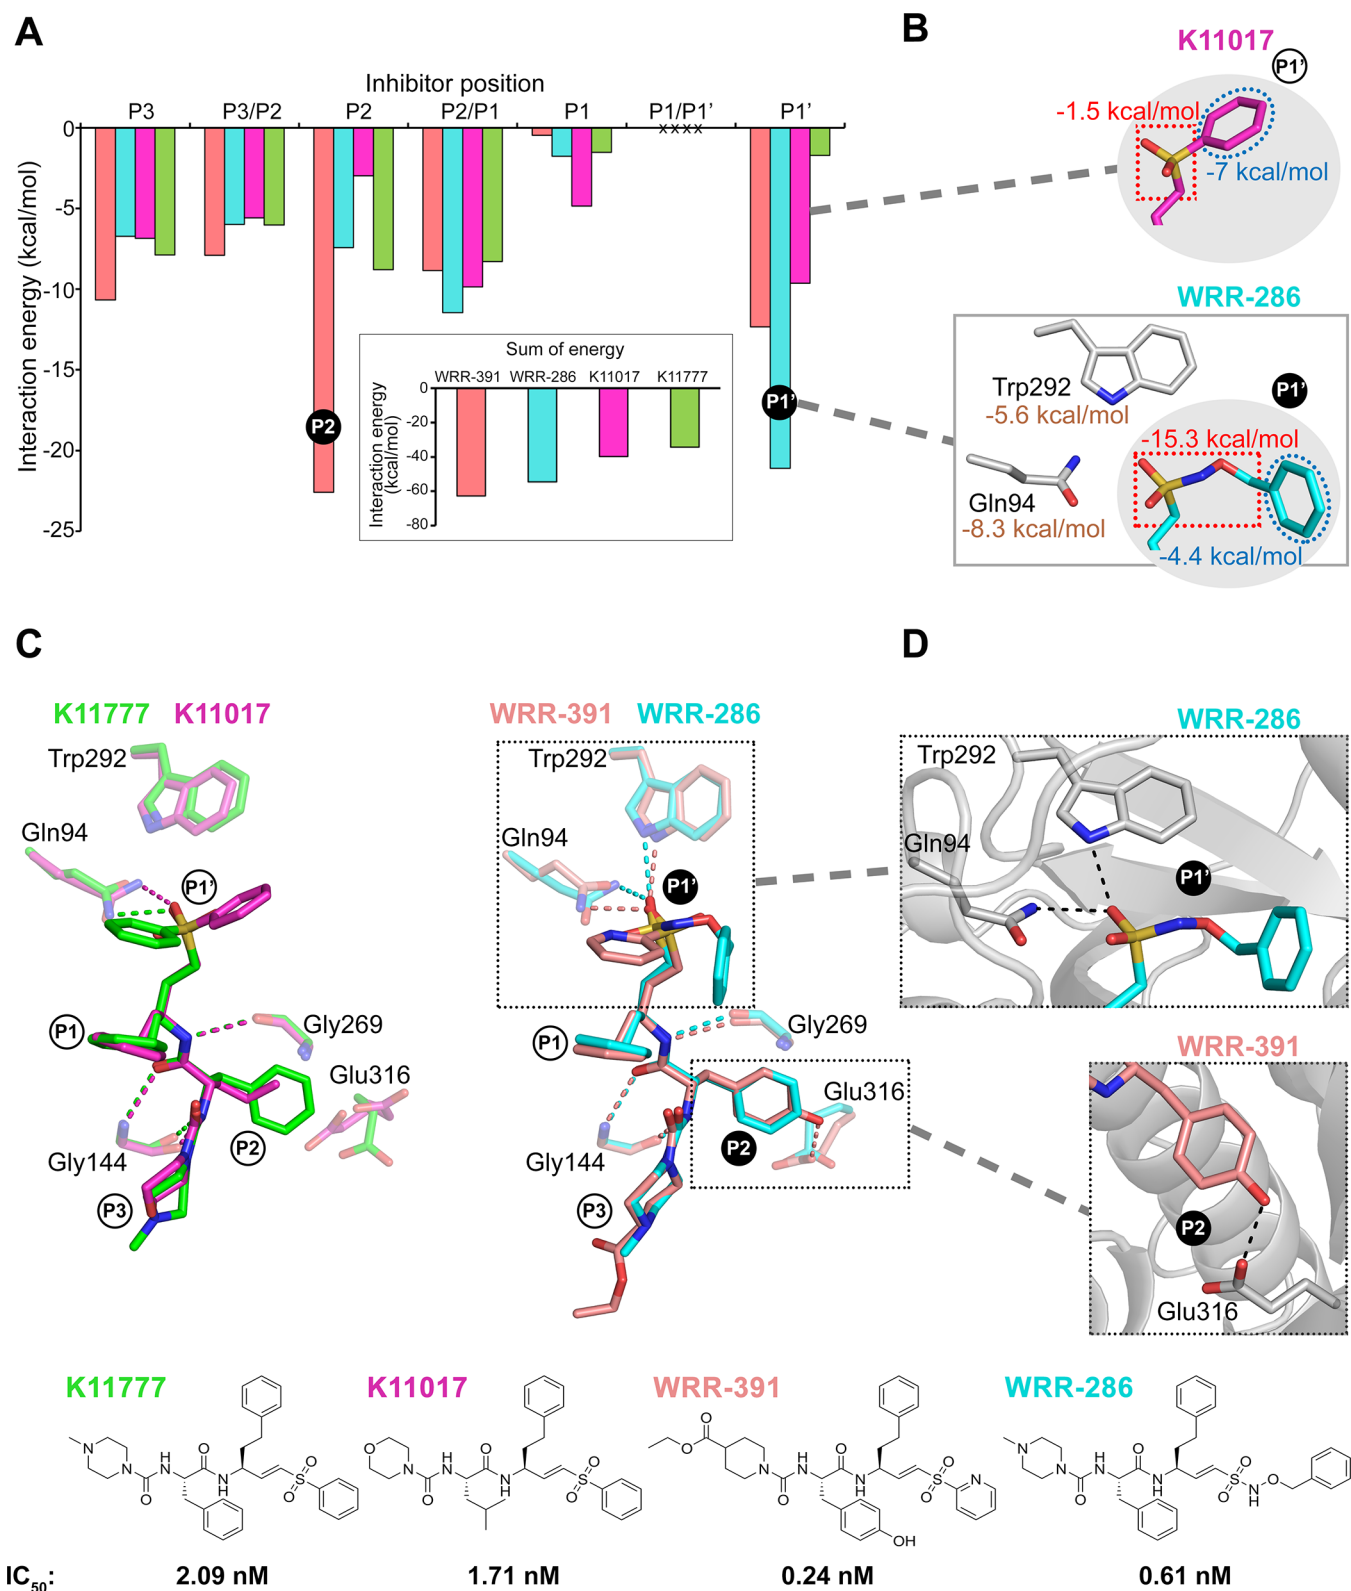 A
Inhibitor position
P3 P3/P2 P2 P2/P1 P1 P1/P1’ P1’
Interaction energy (kcal/mol)
0
-5
-10
-15
-20
-25
xxxx
P2
P1’
Sum of energy
WRR-391 WRR-286 K11017 K11777
Interaction energy
(kcal/mol)
0
-20
-40
-60
-80
B
K11017
P1’
-1.5 kcal/mol
-7 kcal/mol
WRR-286
Trp292
-5.6 kcal/mol
P1’
-15.3 kcal/mol
Gln94
-8.3 kcal/mol
-4.4 kcal/mol
C
K11777 K11017
Trp292
Gln94
P1’
P1
Gly269
Glu316
P2
Gly144
P3
WRR-391 WRR-286
Trp292
Gln94
P1’
P1
Gly269
Glu316
P2
Gly144
P3
D
WRR-286
Trp292
Gln94
P1’
WRR-391
P2
Glu316
K11777 K11017 WRR-391 WRR-286
N
N
O
H
N
O
N
H
O
S
O
O
N
O
H
N
O
N
H
O
S
O
O
O
N
O
H
N
O
N
H
O
S
O
N
OH
N
N
O
H
N
O
N
H
O
S
O
N
H
O
IC50: 2.09 nM 1.71 nM 0.24 nM 0.61 nM